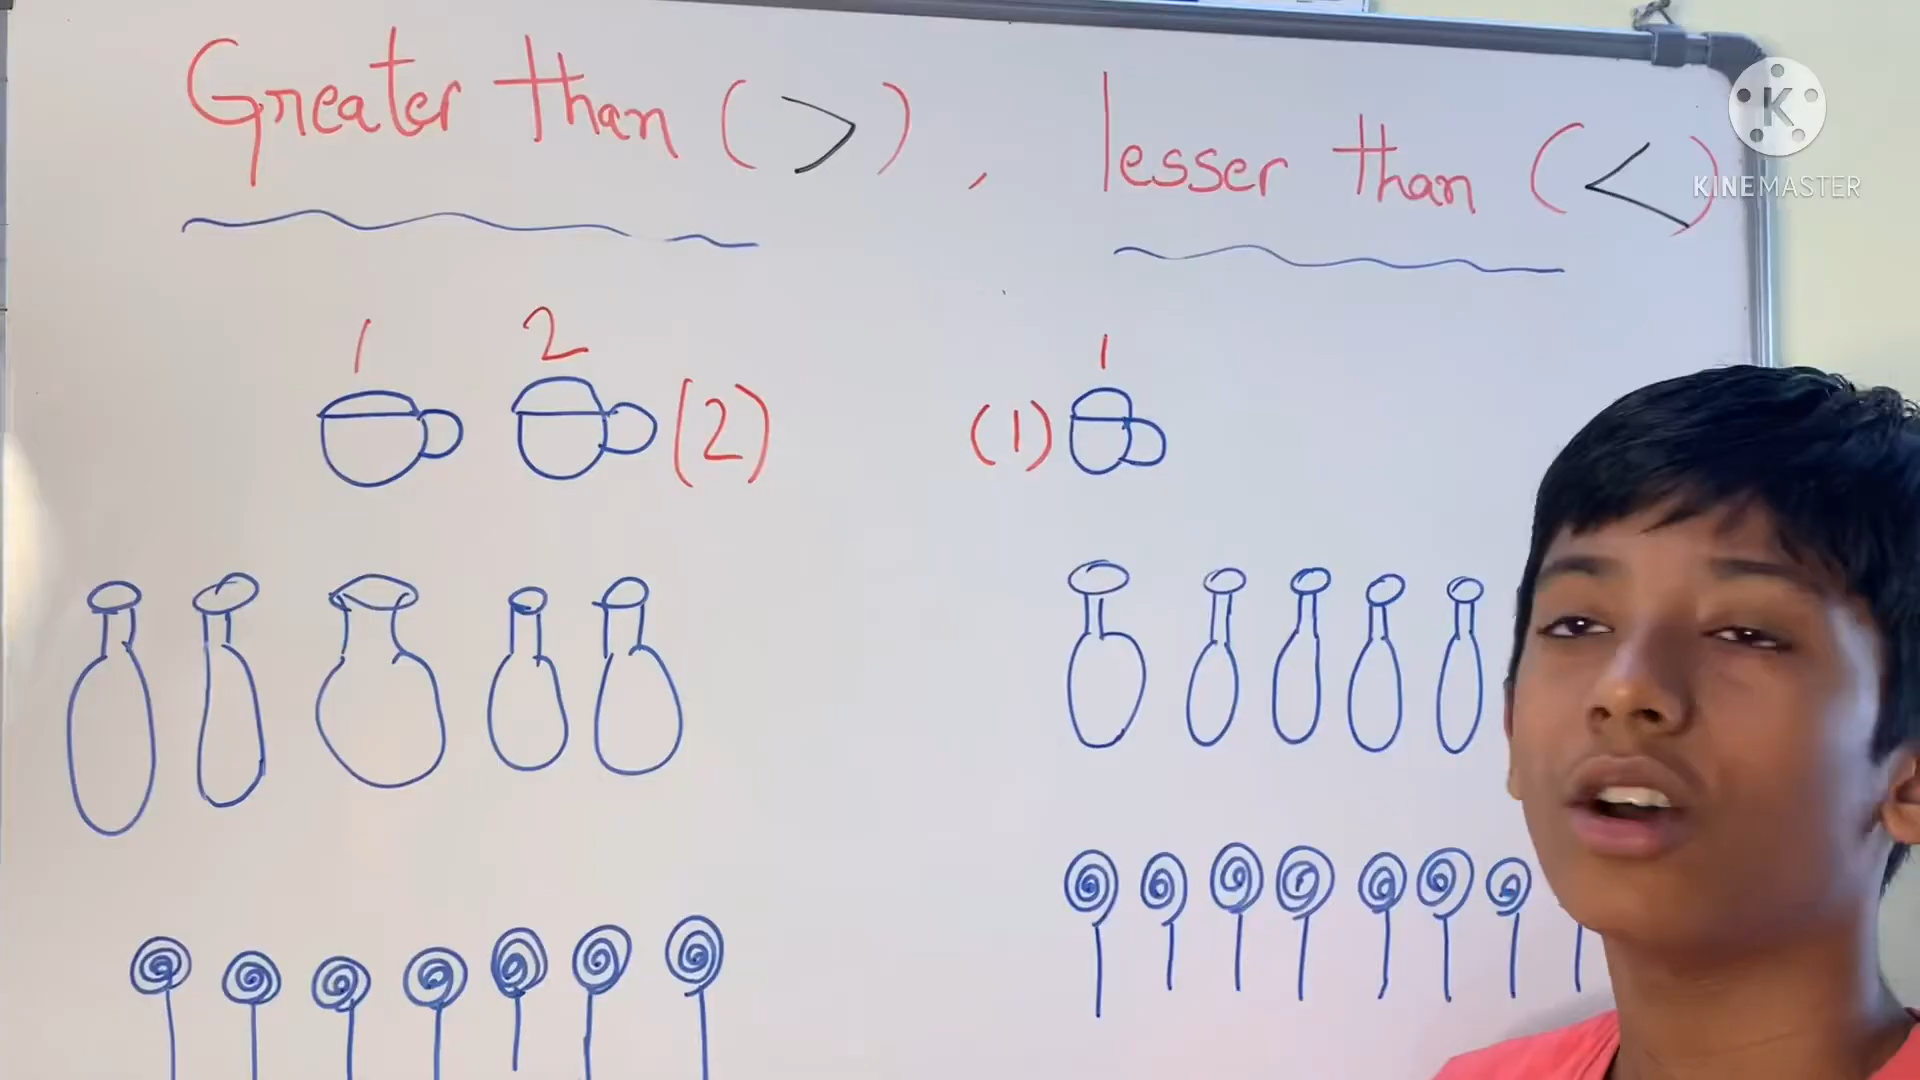 Greater than (>), lesser than (<)
KINEMASTER
1 2 1
(2) (1)